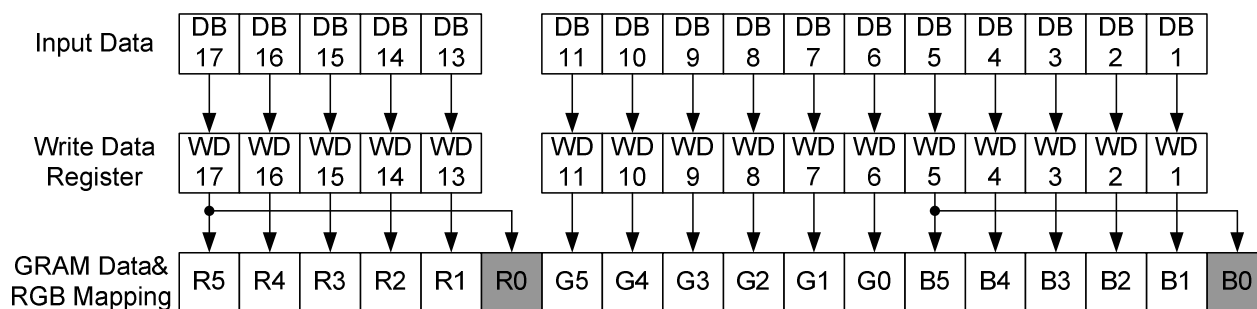 Input Data
DB DB DB DB DB DB DB DB DB DB DB DB DB DB DB DB
17 16 15 14 13 11 10 9 8 7 6 5 4 3 2 1
Write Data
Register
WD WD WD WD WD WD WD WD WD WD WD WD WD WD WD WD
17 16 15 14 13 11 10 9 8 7 6 5 4 3 2 1
GRAM Data&
RGB Mapping
R5 R4 R3 R2 R1 R0 G5 G4 G3 G2 G1 G0 B5 B4 B3 B2 B1 B0